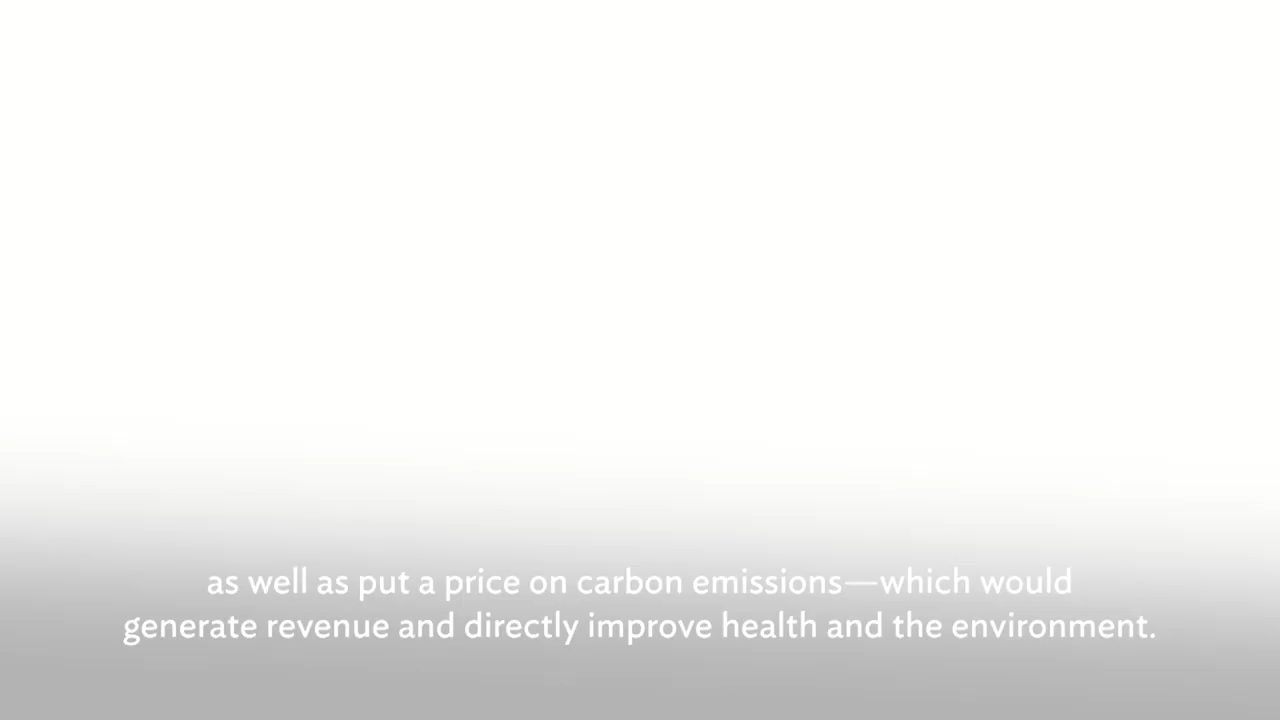 as well as put a price on carbon emissions—which would
generate revenue and directly improve health and the environment.